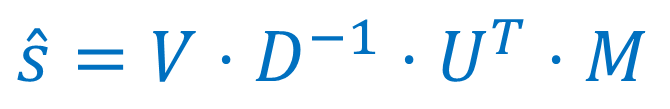 ŝ = V · D⁻¹ · Uᵀ · M